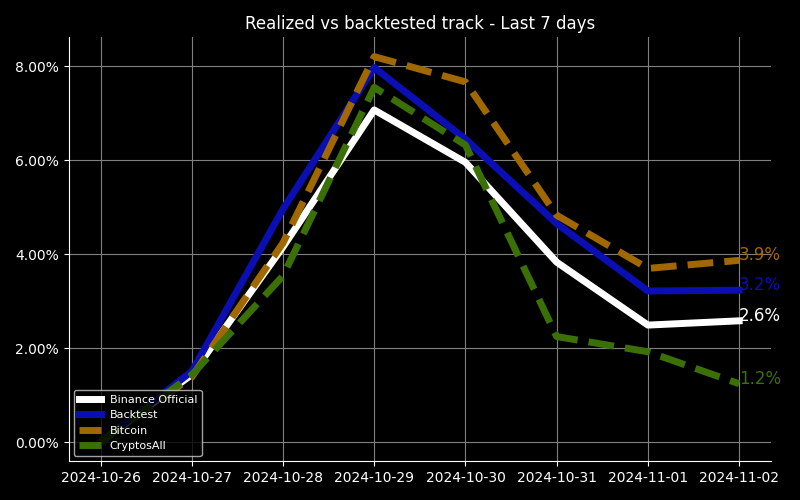 Realized vs backtested track - Last 7 days
8.00%
6.00%
4.00%
2.00%
0.00%
3.9%
3.2%
2.6%
1.2%
Binance Official
Backtest
Bitcoin
CryptosAll
2024-10-26 2024-10-27 2024-10-28 2024-10-29 2024-10-30 2024-10-31 2024-11-01 2024-11-02